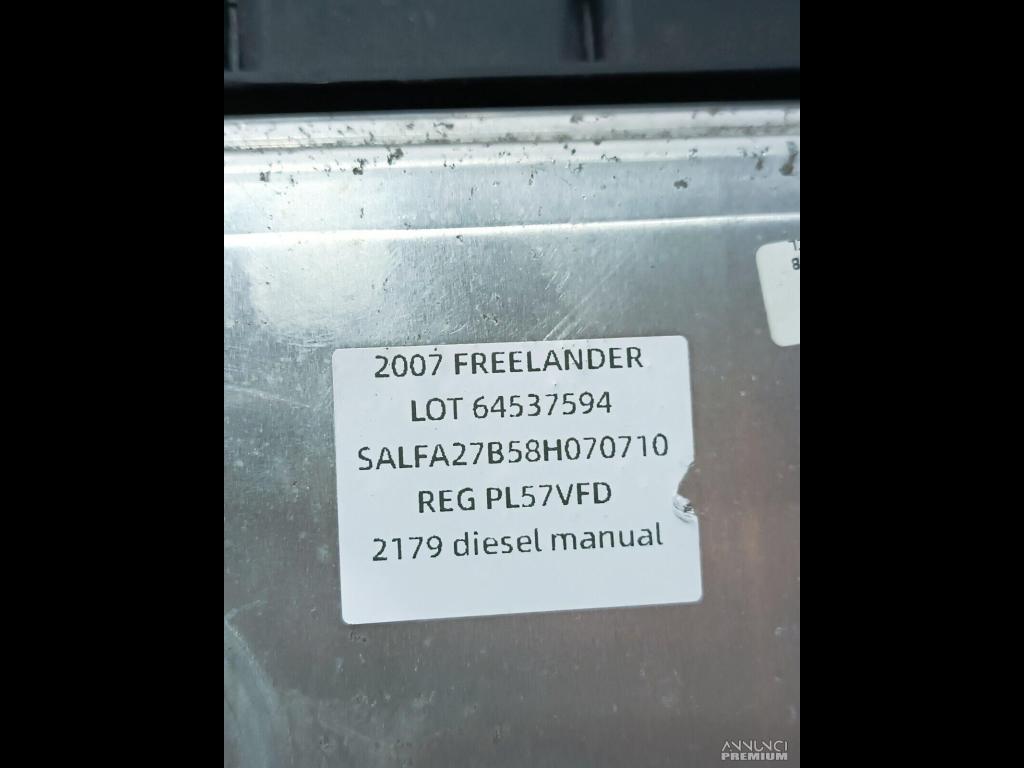 2007 FREELANDER
LOT 64537594
SALFA27B58H070710
REG PL57VFD
2179 diesel manual
ANNUNCI
PREMIUM